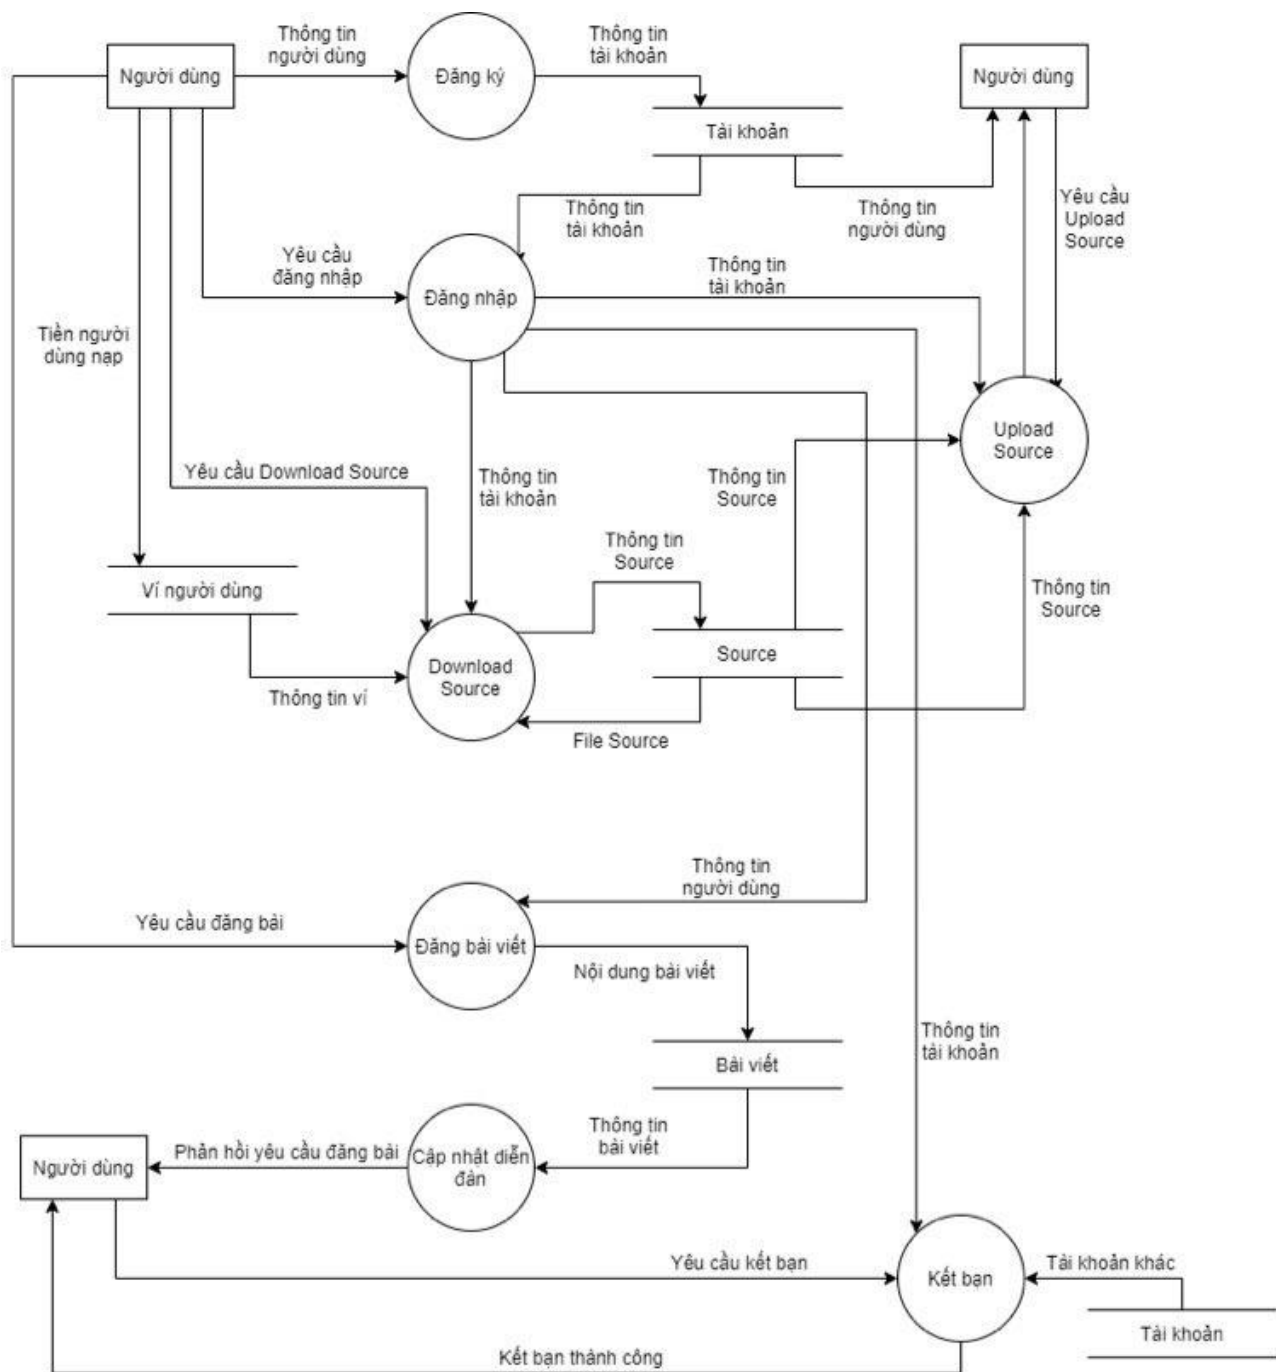 Thông tin
người dùng
Thông tin
tài khoản
Người dùng
Đăng ký
Người dùng
Tài khoản
Thông tin
tài khoản
Thông tin
người dùng
Yêu cầu
Upload
Source
Yêu cầu
đăng nhập
Thông tin
tài khoản
Đăng nhập
Tiền người
dùng nạp
Upload
Source
Yêu cầu Download Source
Thông tin
tài khoản
Thông tin
Source
Thông tin
Source
Ví người dùng
Thông tin
Source
Source
Download
Source
Thông tin ví
File Source
Thông tin
người dùng
Yêu cầu đăng bài
Đăng bài viết
Nội dung bài viết
Thông tin
tài khoản
Bài viết
Thông tin
bài viết
Phản hồi yêu cầu đăng bài
Cập nhật diễn
đàn
Người dùng
Yêu cầu kết bạn
Kết bạn
Tài khoản khác
Tài khoản
Kết bạn thành công